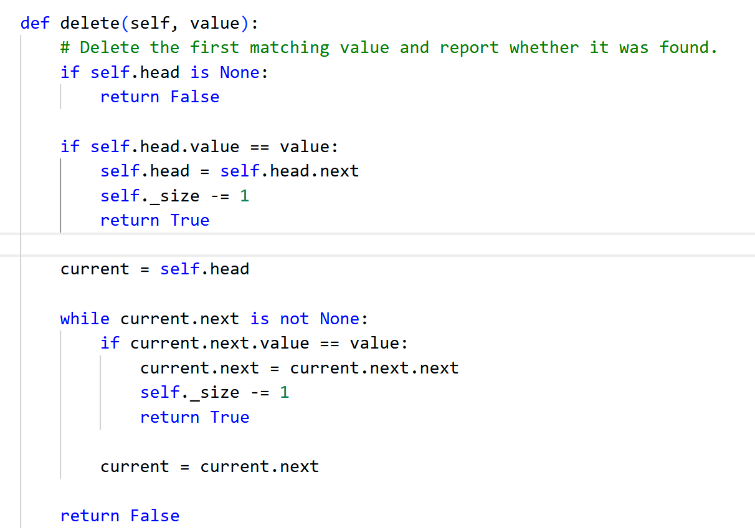 def delete(self, value):
    # Delete the first matching value and report whether it was found.
    if self.head is None:
        return False

    if self.head.value == value:
        self.head = self.head.next
        self._size -= 1
        return True

    current = self.head

    while current.next is not None:
        if current.next.value == value:
            current.next = current.next.next
            self._size -= 1
            return True

        current = current.next

    return False